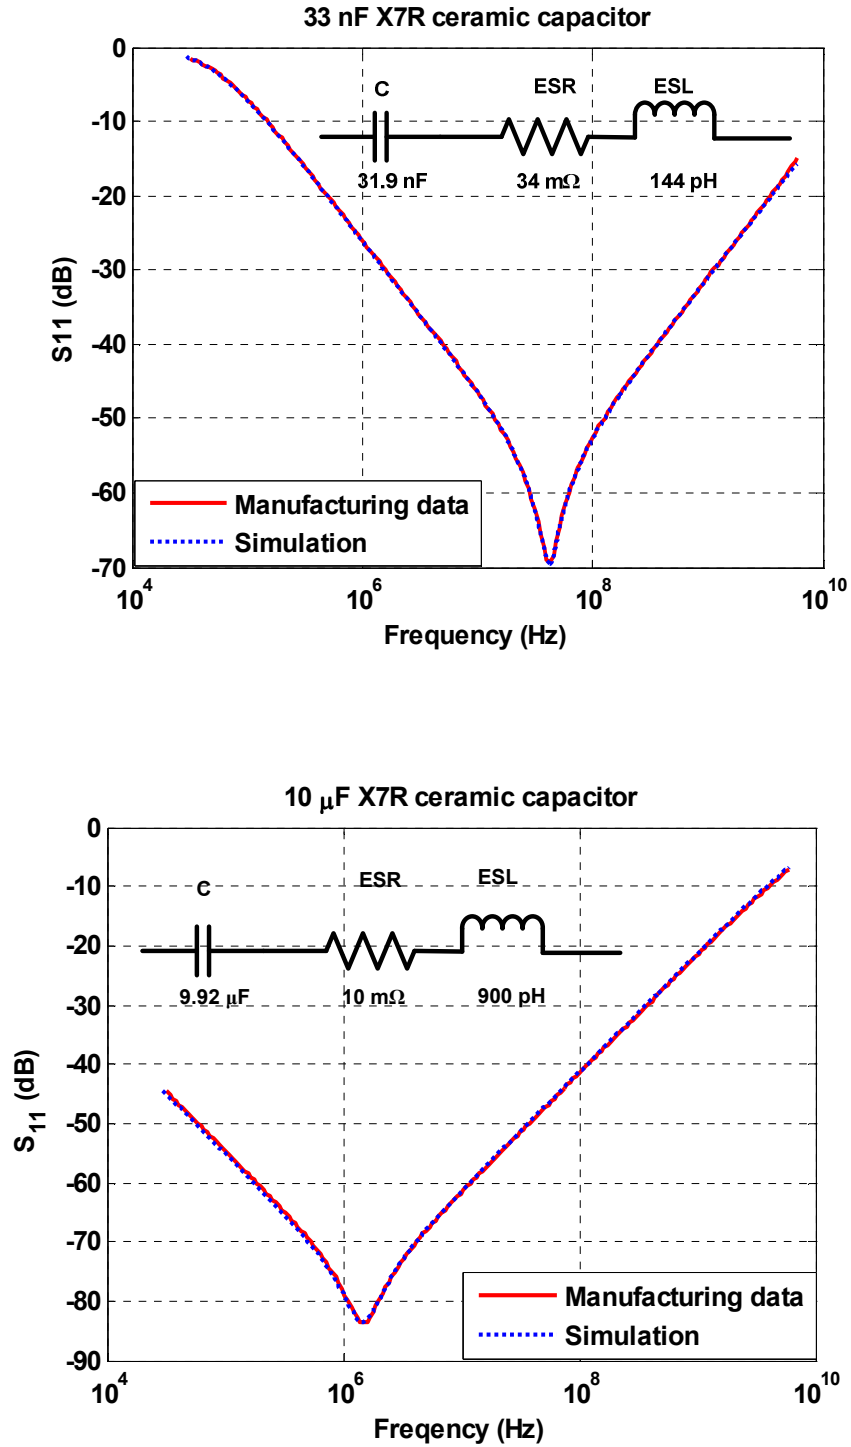 33 nF X7R ceramic capacitor
0
-10
-20
-30
-40
-50
-60
-70
S11 (dB)
C
ESR
ESL
31.9 nF
34 mΩ
144 pH
Manufacturing data
Simulation
10^4
10^6
10^8
10^10
Frequency (Hz)
10 μF X7R ceramic capacitor
0
-10
-20
-30
-40
-50
-60
-70
-80
-90
S_11 (dB)
C
ESR
ESL
9.92 μF
10 mΩ
900 pH
Manufacturing data
Simulation
10^4
10^6
10^8
10^10
Freqency (Hz)